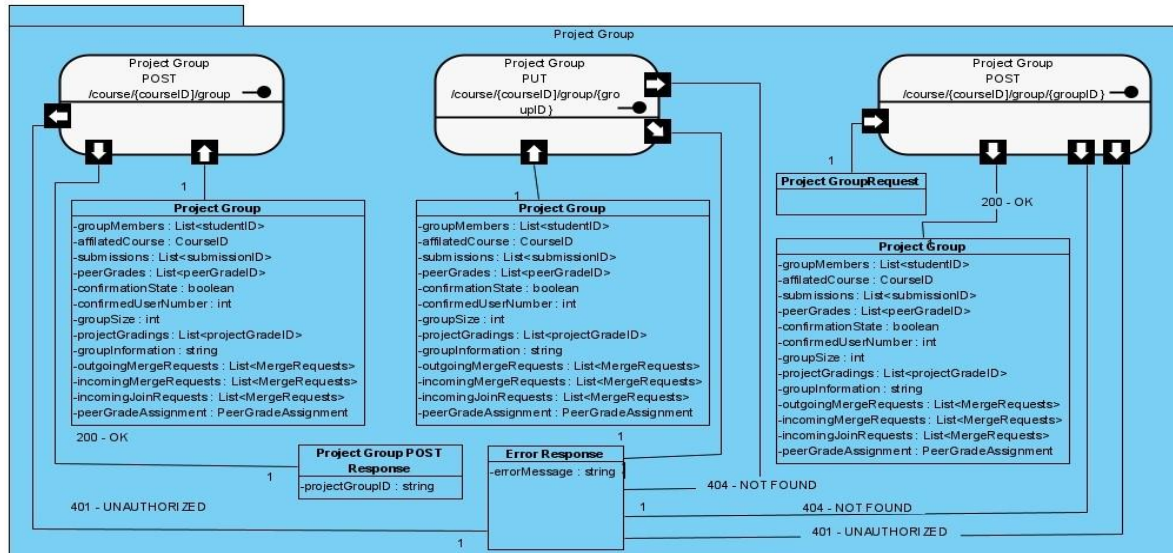 Project Group
Project Group
POST
/course/{courseID}/group
Project Group
PUT
/course/{courseID}/group/{gro
upID}
Project Group
POST
/course/{courseID}/group/{groupID}
1
Project Group
-groupMembers : List<studentID>
-affilatedCourse : CourseID
-submissions : List<submissionID>
-peerGrades : List<peerGradeID>
-confirmationState : boolean
-confirmedUserNumber : int
-groupSize : int
-projectGradings : List<projectGradeID>
-groupInformation : string
-outgoingMergeRequests : List<MergeRequests>
-incomingMergeRequests : List<MergeRequests>
-incomingJoinRequests : List<MergeRequests>
-peerGradeAssignment : PeerGradeAssignment
1
Project Group
-groupMembers : List<studentID>
-affilatedCourse : CourseID
-submissions : List<submissionID>
-peerGrades : List<peerGradeID>
-confirmationState : boolean
-confirmedUserNumber : int
-groupSize : int
-projectGradings : List<projectGradeID>
-groupInformation : string
-outgoingMergeRequests : List<MergeRequests>
-incomingMergeRequests : List<MergeRequests>
-incomingJoinRequests : List<MergeRequests>
-peerGradeAssignment : PeerGradeAssignment
1
Project GroupRequest
200 - OK
1
Project Group
-groupMembers : List<studentID>
-affilatedCourse : CourseID
-submissions : List<submissionID>
-peerGrades : List<peerGradeID>
-confirmationState : boolean
-confirmedUserNumber : int
-groupSize : int
-projectGradings : List<projectGradeID>
-groupInformation : string
-outgoingMergeRequests : List<MergeRequests>
-incomingMergeRequests : List<MergeRequests>
-incomingJoinRequests : List<MergeRequests>
-peerGradeAssignment : PeerGradeAssignment
200 - OK
1
Project Group POST
Response
-projectGroupID : string
1
Error Response
-errorMessage : string
404 - NOT FOUND
401 - UNAUTHORIZED
1
1
404 - NOT FOUND
401 - UNAUTHORIZED